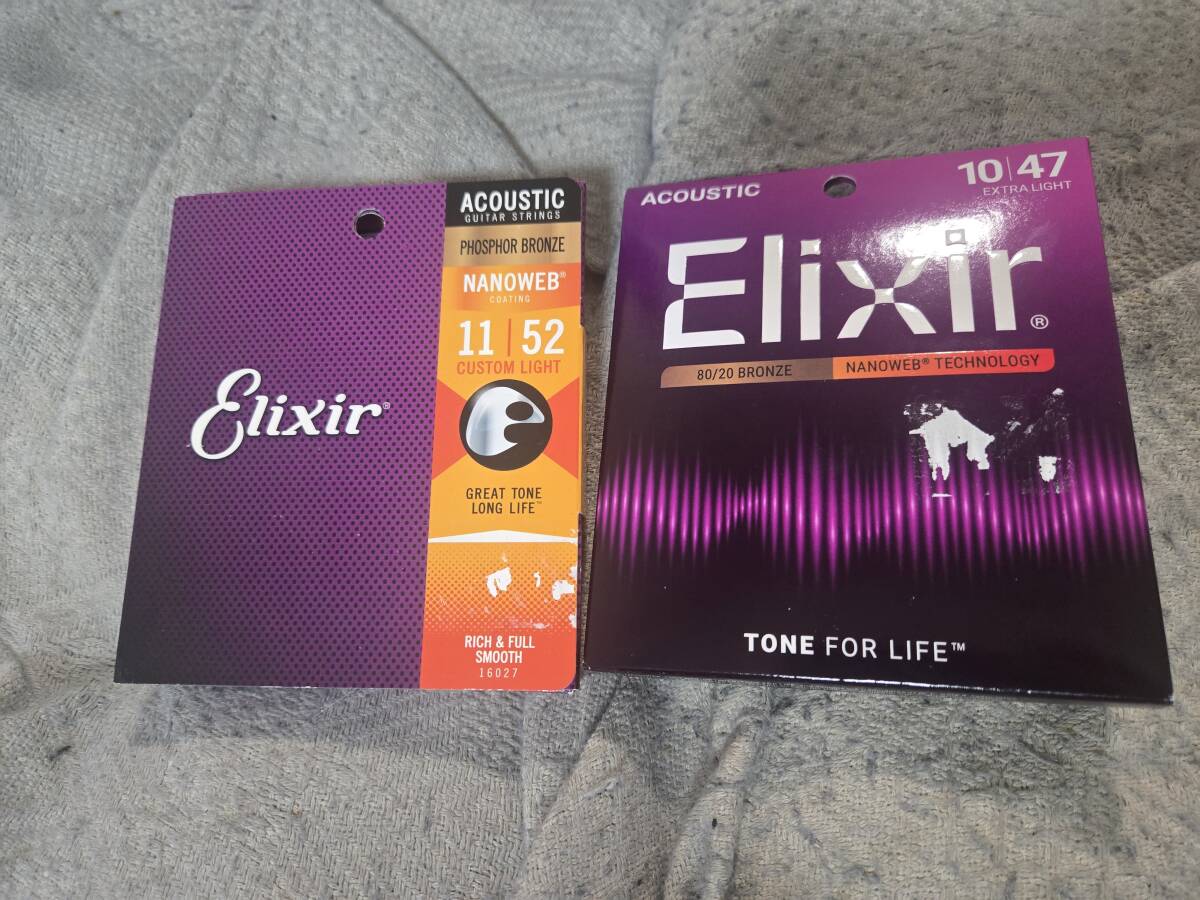 ACOUSTIC
GUITAR STRINGS
PHOSPHOR BRONZE
NANOWEB®
COATING
11 | 52
CUSTOM LIGHT
Elixir®
GREAT TONE
LONG LIFE™
RICH & FULL
SMOOTH
16027
ACOUSTIC
10|47
EXTRA LIGHT
Elixir®
80/20 BRONZE NANOWEB® TECHNOLOGY
TONE FOR LIFE™